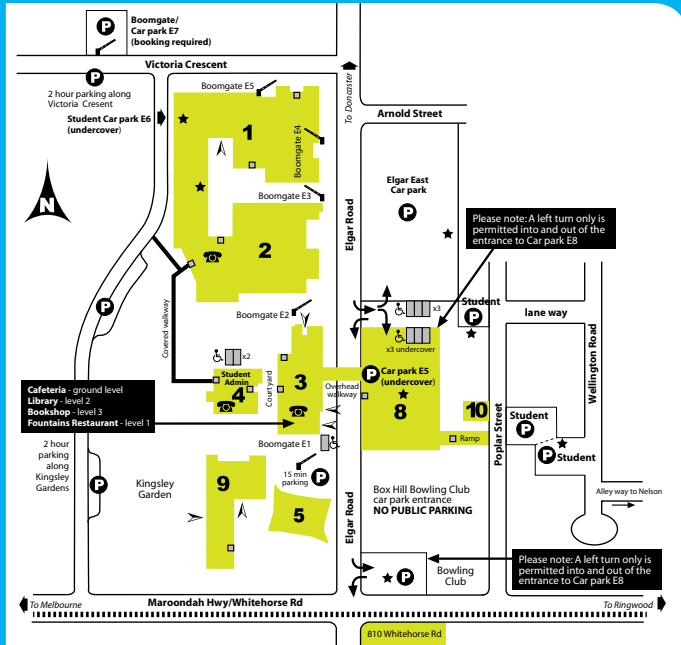 Boomgate/
Car park E7
(booking required)
P
Victoria Crescent
P
2 hour parking along
Victoria Cresent
Student Car park E6
(undercover)
Boomgate E5
To Doncaster
Arnold Street
1
Boomgate E4
N
Boomgate E3
Elgar East
Car park
P
Elgar Road
Please note: A left turn only is
permitted into and out of the
entrance to Car park E8
2
Covered walkway
P
Boomgate E2
x3
Student
P
lane way
Wellington Road
x3 undercover
x2
Student
Admin
4
Court yard
3
Overhead
walkway
P
Car park E5
(undercover)
8
Cafeteria - ground level
Library - level 2
Bookshop - level 3
Fountains Restaurant - level 1
10
Poplar Street
Student
P
P
Student
Ramp
Boomgate E1
2 hour
parking
along
Kingsley
Gardens
P
Kingsley
Garden
9
15 min
parking
P
5
Elgar Road
Box Hill Bowling Club
car park entrance
NO PUBLIC PARKING
Alley way to Nelson
Please note: A left turn only is
permitted into and out of the
entrance to Car park E8
P
Bowling
Club
To Melbourne
Maroondah Hwy/Whitehorse Rd
To Ringwood
810 Whitehorse Rd